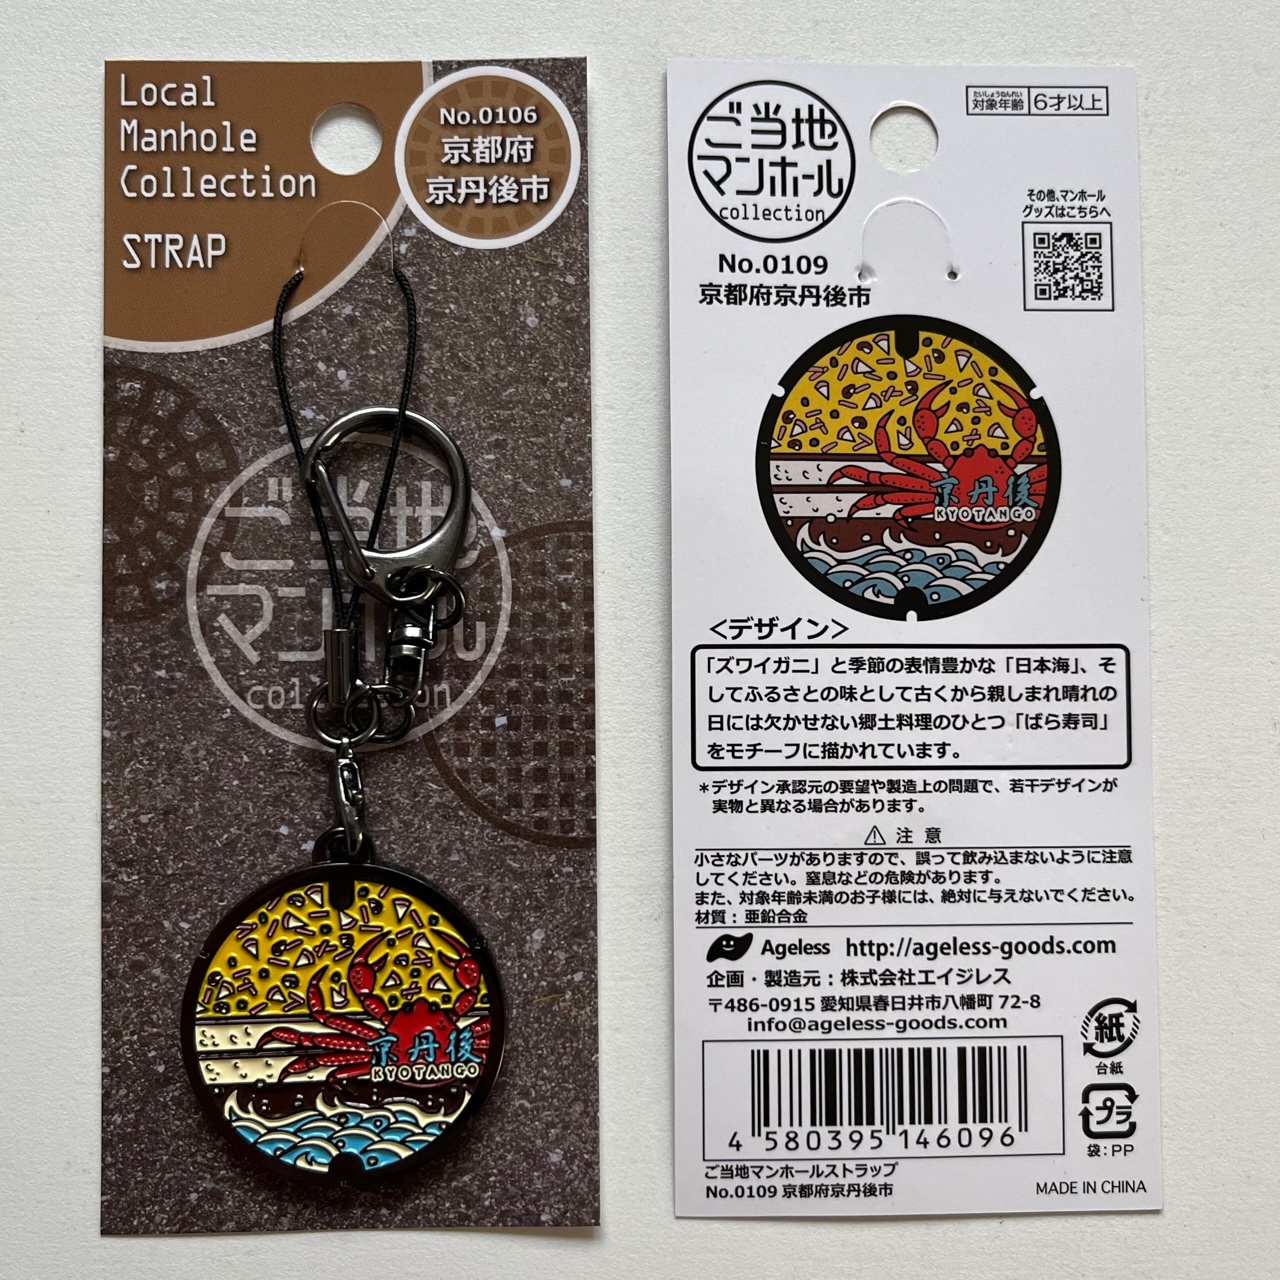 Local
Manhole
Collection
STRAP
No.0106
京都府
京丹後市
ご当地
マンホール
collection
京丹後
KYOTANGO
ご当地
マンホール
collection
たいしょうねんれい
対象年齢 6才以上
その他、マンホール
グッズはこちらへ
No.0109
京都府京丹後市
京丹後
KYOTANGO
＜デザイン＞
「ズワイガニ」と季節の表情豊かな「日本海」、そ
してふるさとの味として古くから親しまれ晴れの
日には欠かせない郷土料理のひとつ「ばら寿司」
をモチーフに描かれています。
＊デザイン承認元の要望や製造上の問題で、若干デザインが
実物と異なる場合があります。
⚠ 注 意
小さなパーツがありますので、誤って飲み込まないように注意
してください。窒息などの危険があります。
また、対象年齢未満のお子様には、絶対に与えないでください。
材質：亜鉛合金
Ageless http://ageless-goods.com
企画・製造元：株式会社エイジレス
〒486-0915 愛知県春日井市八幡町 72-8
info@ageless-goods.com
紙
台紙
プラ
袋：PP
4 580395 146096
ご当地マンホールストラップ
No.0109 京都府京丹後市
MADE IN CHINA